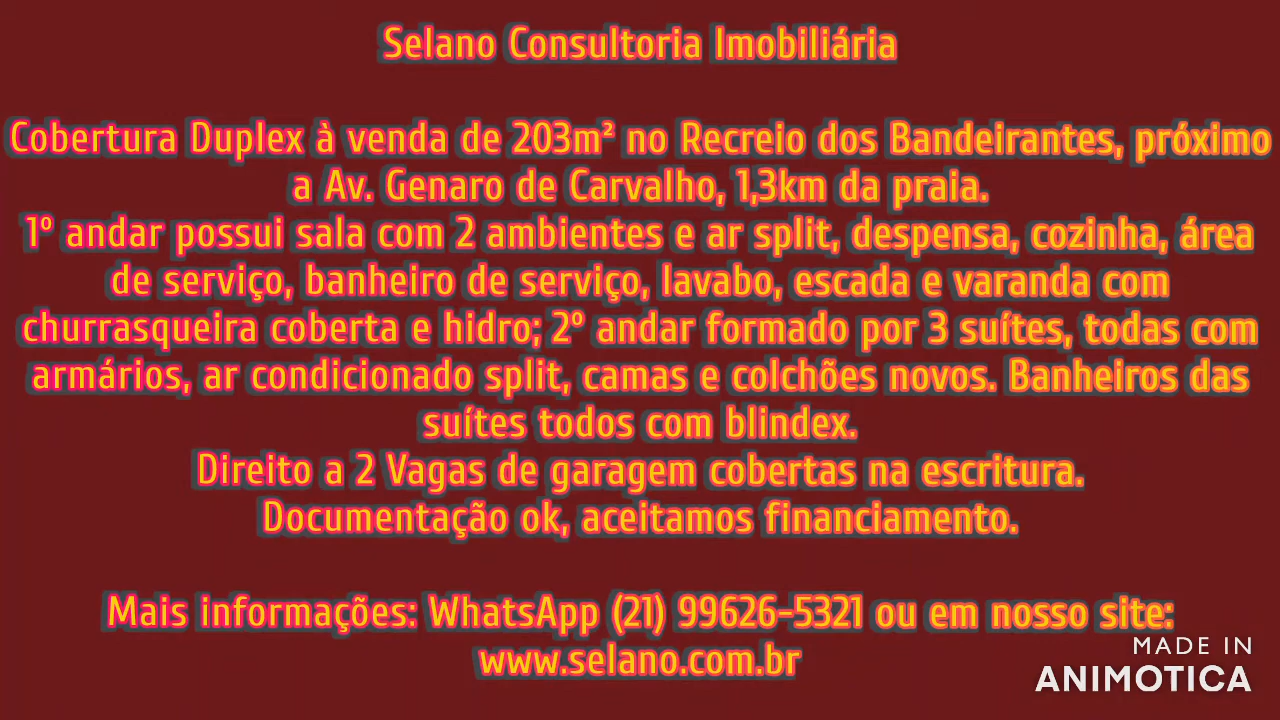 Selano Consultoria Imobiliária
Cobertura Duplex à venda de 203m² no Recreio dos Bandeirantes, próximo
a Av. Genaro de Carvalho, 1,3km da praia.
1º andar possui sala com 2 ambientes e ar split, despensa, cozinha, área
de serviço, banheiro de serviço, lavabo, escada e varanda com
churrasqueira coberta e hidro; 2º andar formado por 3 suítes, todas com
armários, ar condicionado split, camas e colchões novos. Banheiros das
suítes todos com blindex.
Direito a 2 Vagas de garagem cobertas na escritura.
Documentação ok, aceitamos financiamento.
Mais informações: WhatsApp (21) 99626-5321 ou em nosso site:
www.selano.com.br
MADE IN
ANIMOTICA